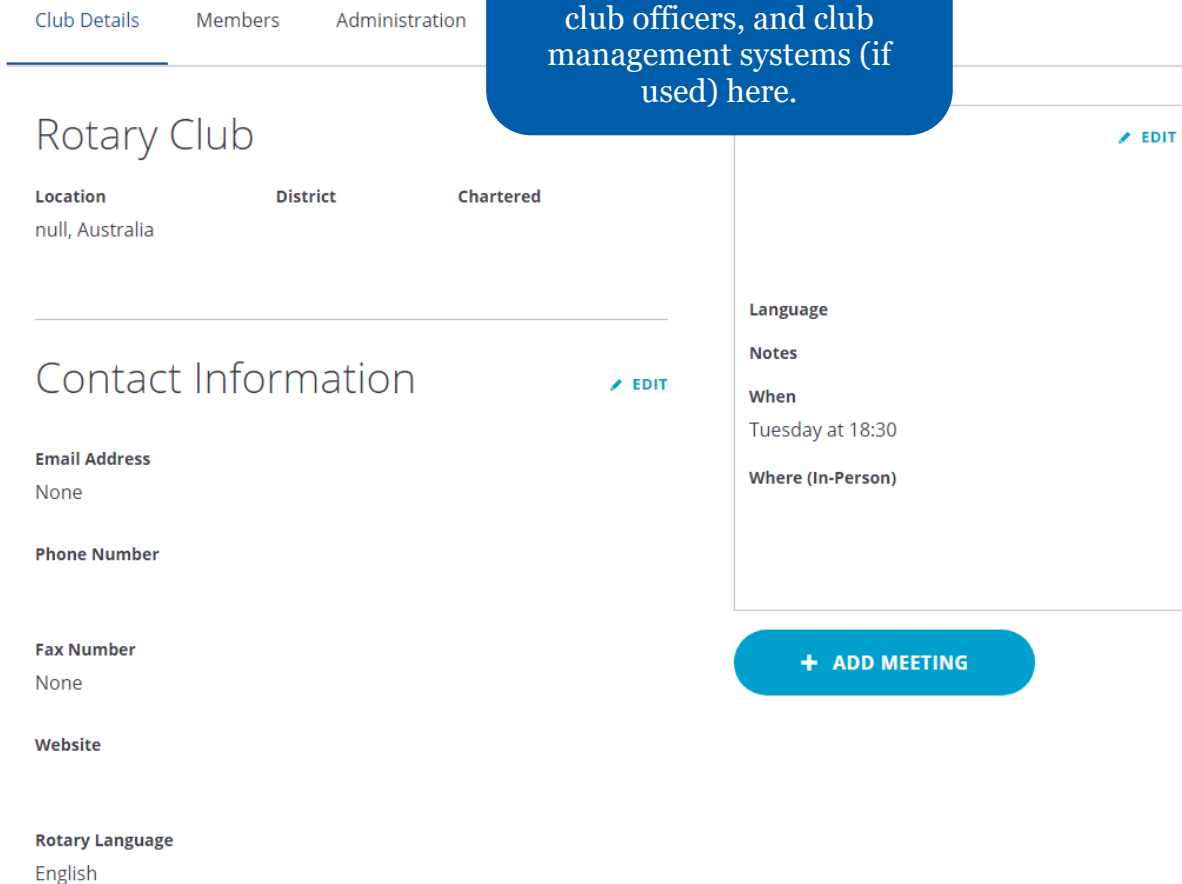 Club Details
Members
Administration
club officers, and club
management systems (if
used) here.
Rotary Club
Location
District
Chartered
null, Australia
Contact Information
EDIT
Email Address
None
Phone Number
Fax Number
None
Website
Rotary Language
English
EDIT
Language
Notes
When
Tuesday at 18:30
Where (In-Person)
+ ADD MEETING